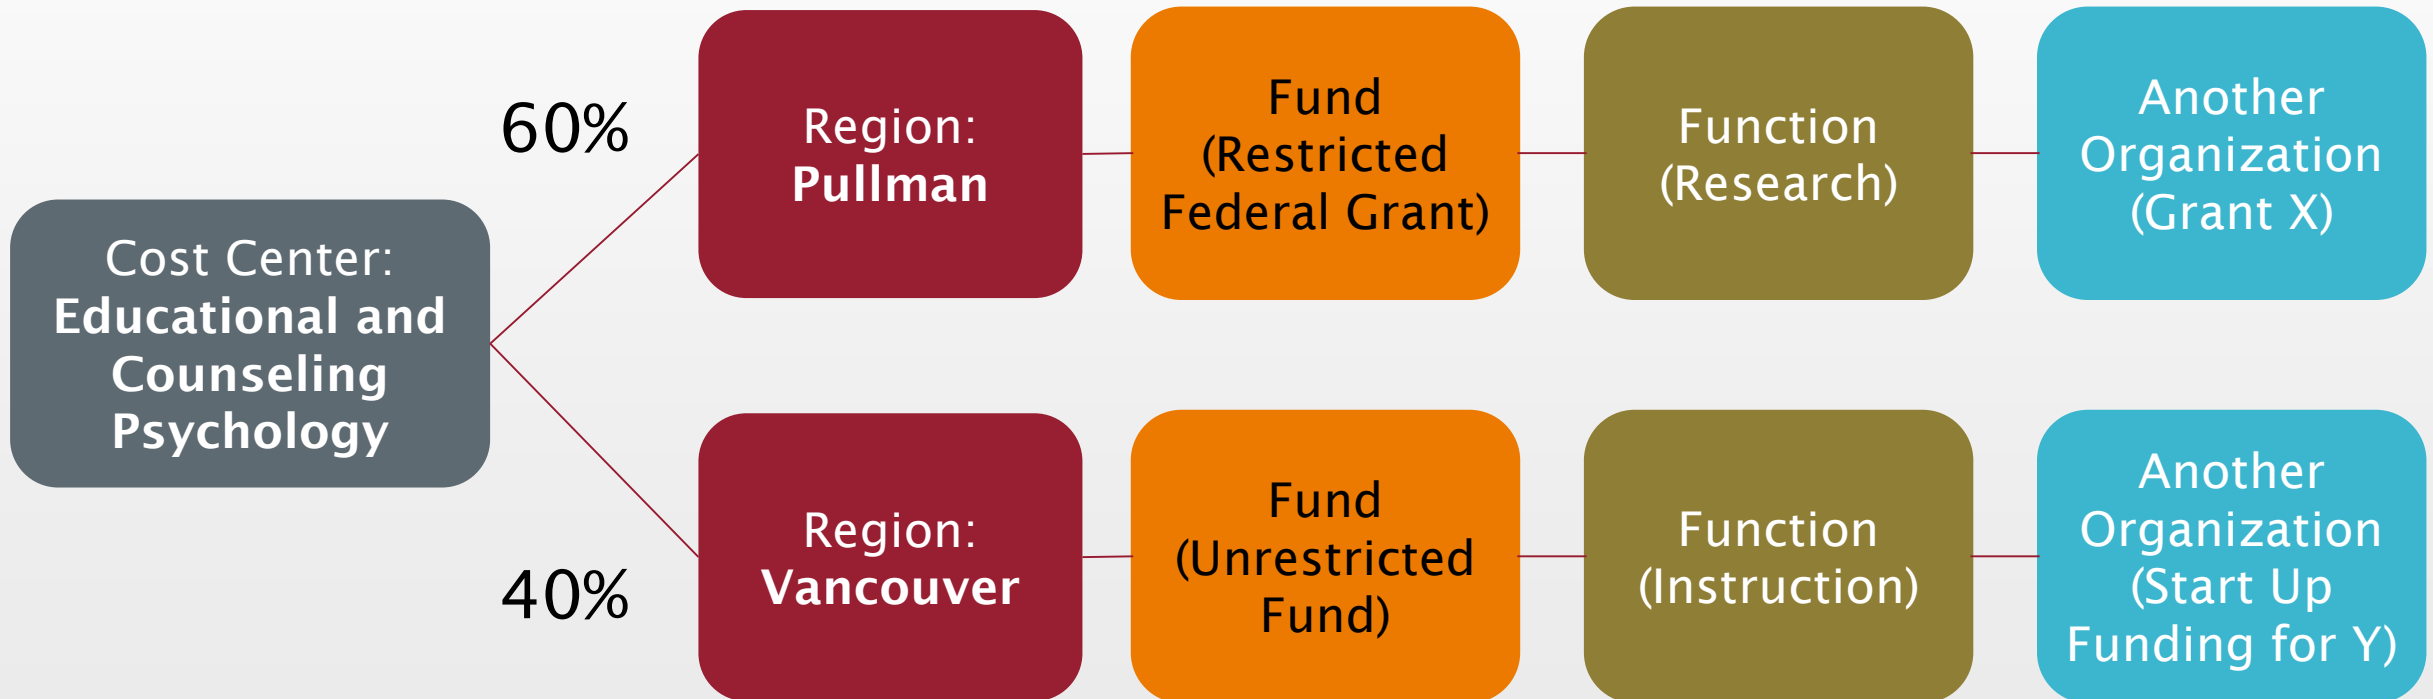 Cost Center:
Educational and
Counseling
Psychology
60%
Region:
Pullman
Fund
(Restricted
Federal Grant)
Function
(Research)
Another
Organization
(Grant X)
40%
Region:
Vancouver
Fund
(Unrestricted
Fund)
Function
(Instruction)
Another
Organization
(Start Up
Funding for Y)